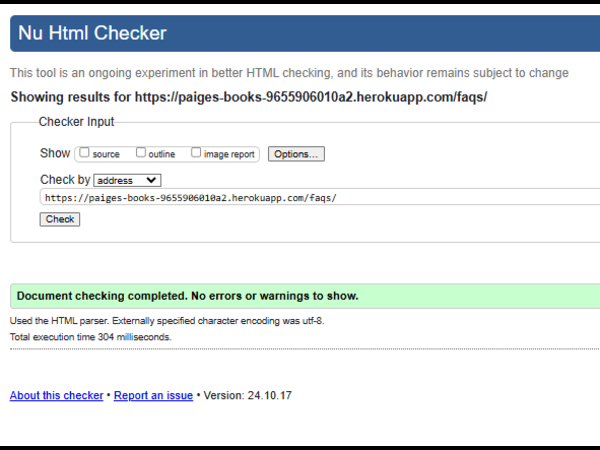 Nu Html Checker
This tool is an ongoing experiment in better HTML checking, and its behavior remains subject to change
Showing results for https://paiges-books-9655906010a2.herokuapp.com/faqs/
Checker Input
Show source outline image report Options...
Check by address
https://paiges-books-9655906010a2.herokuapp.com/faqs/
Check
Document checking completed. No errors or warnings to show.
Used the HTML parser. Externally specified character encoding was utf-8.
Total execution time 304 milliseconds.
About this checker • Report an issue • Version: 24.10.17